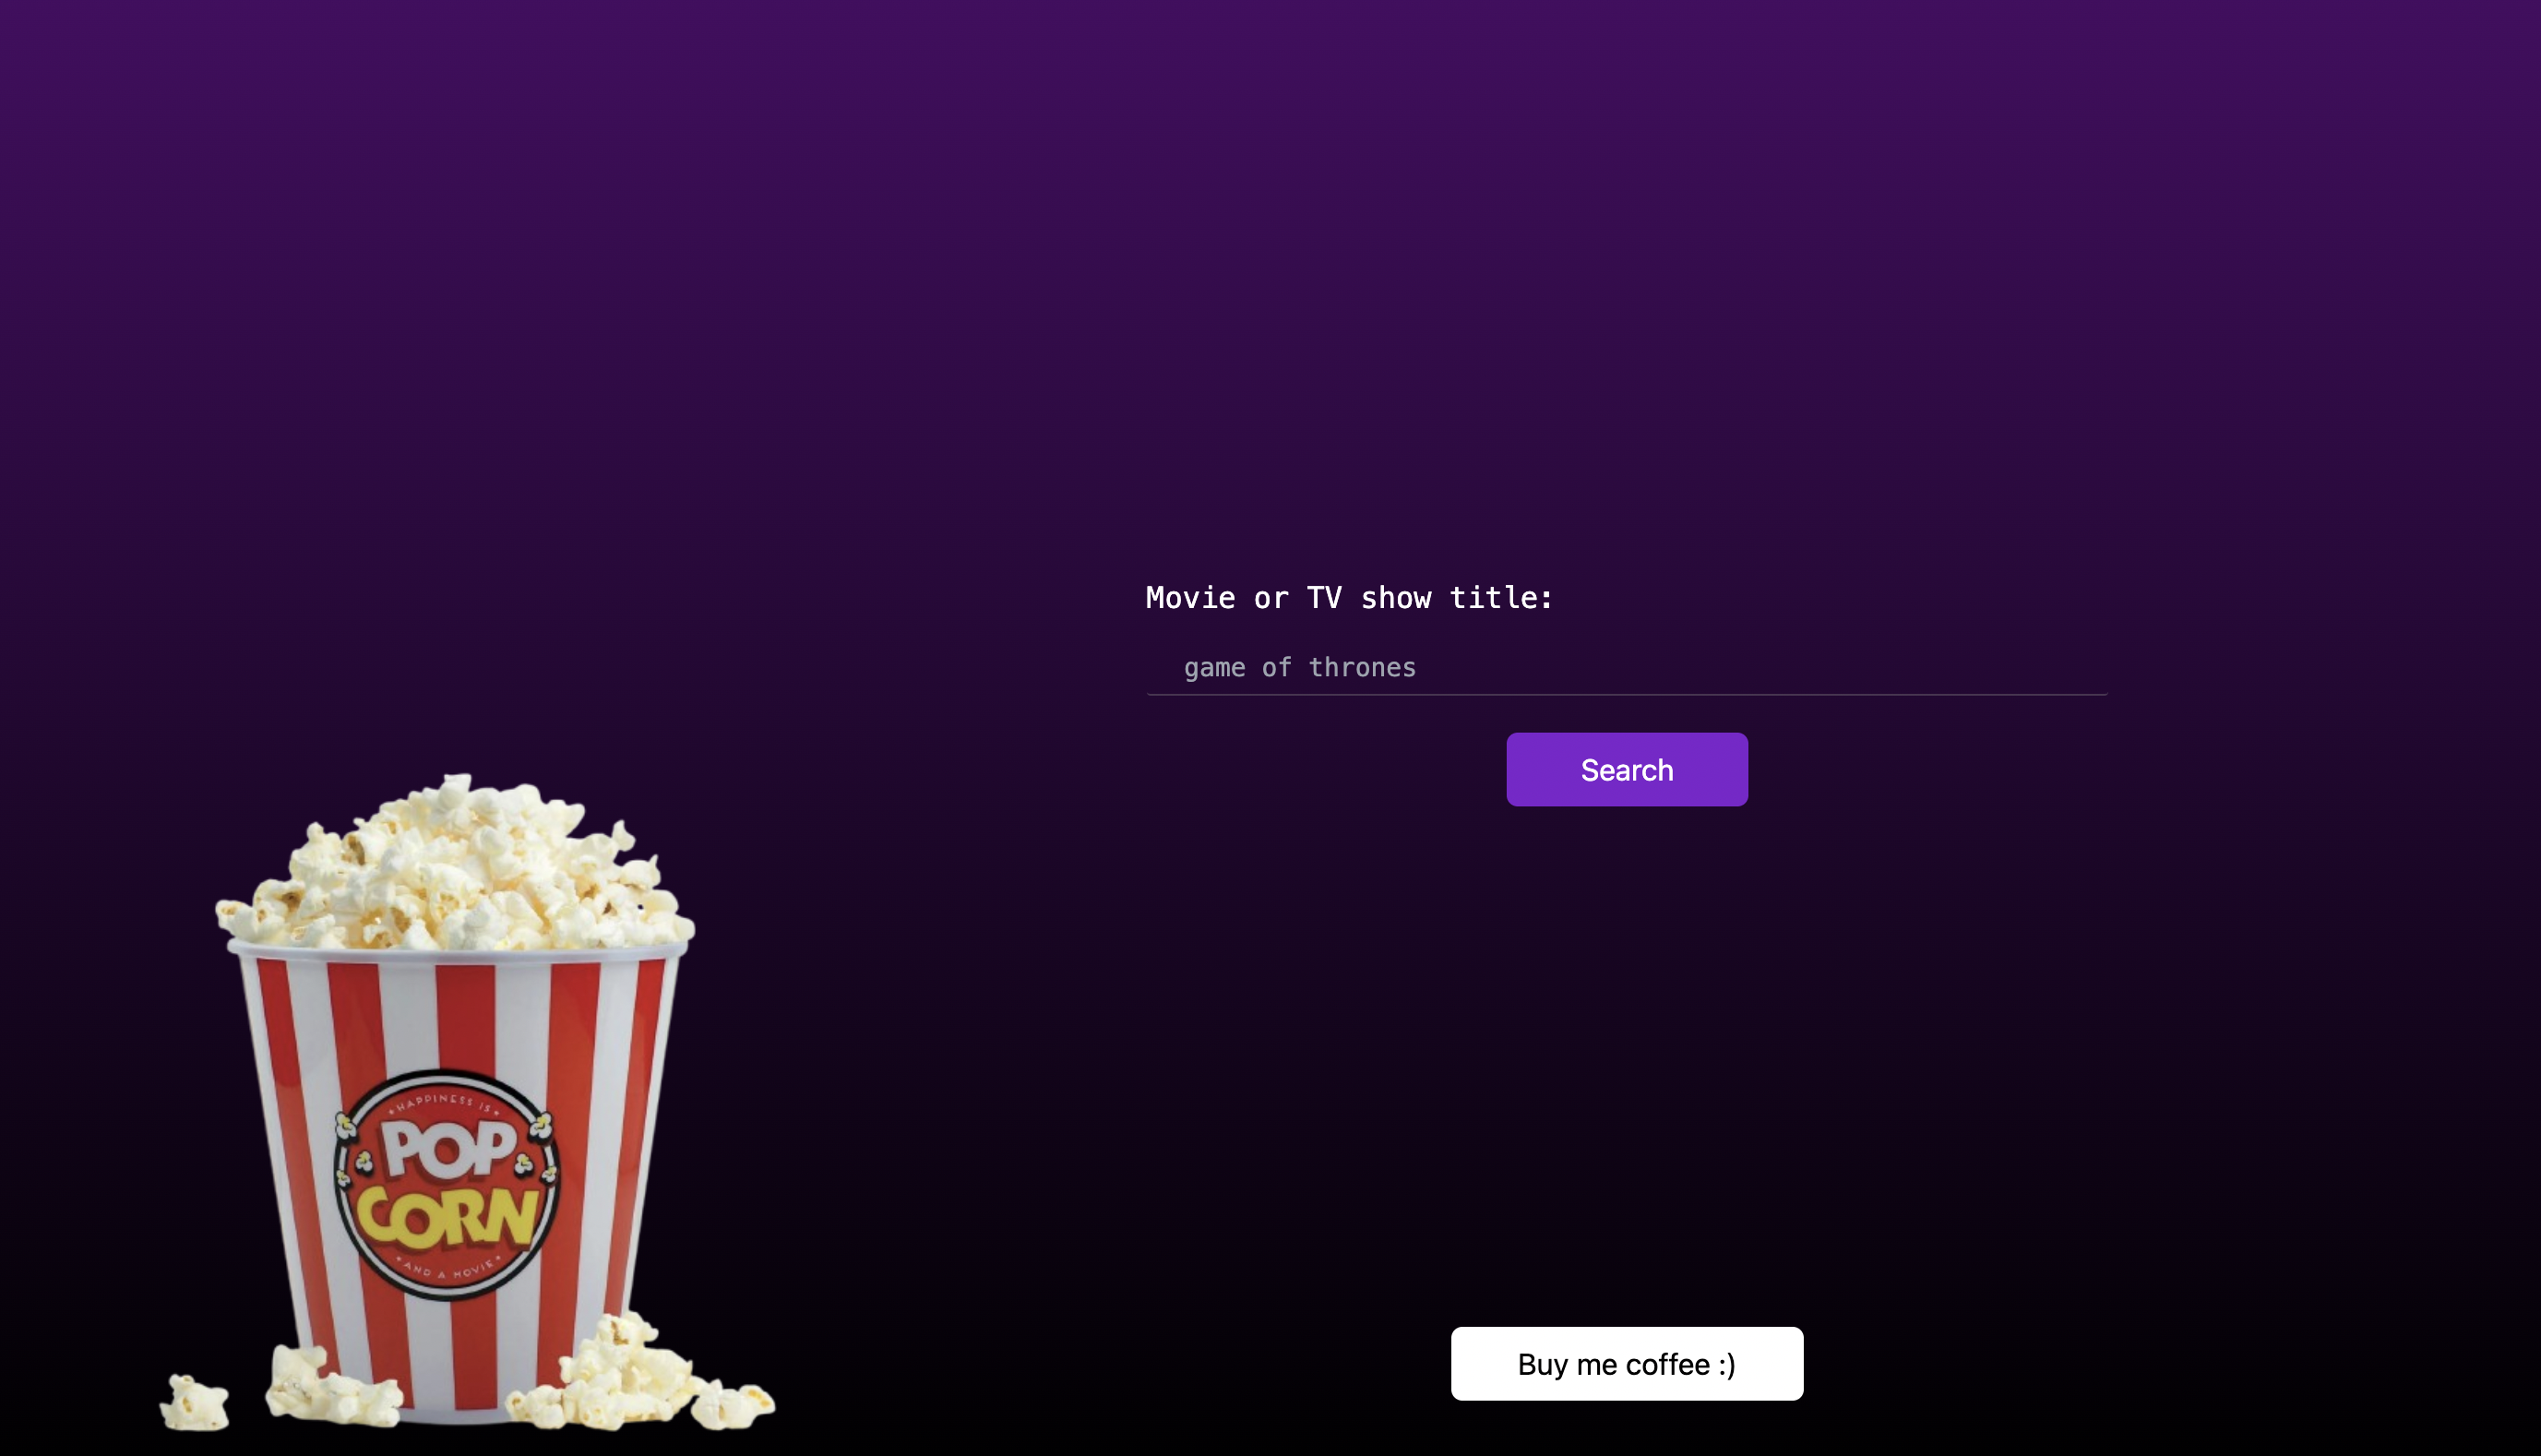 Movie or TV show title:
game of thrones
Search
HAPPINESS IS
POP
CORN
AND A MOVIE
Buy me coffee :)